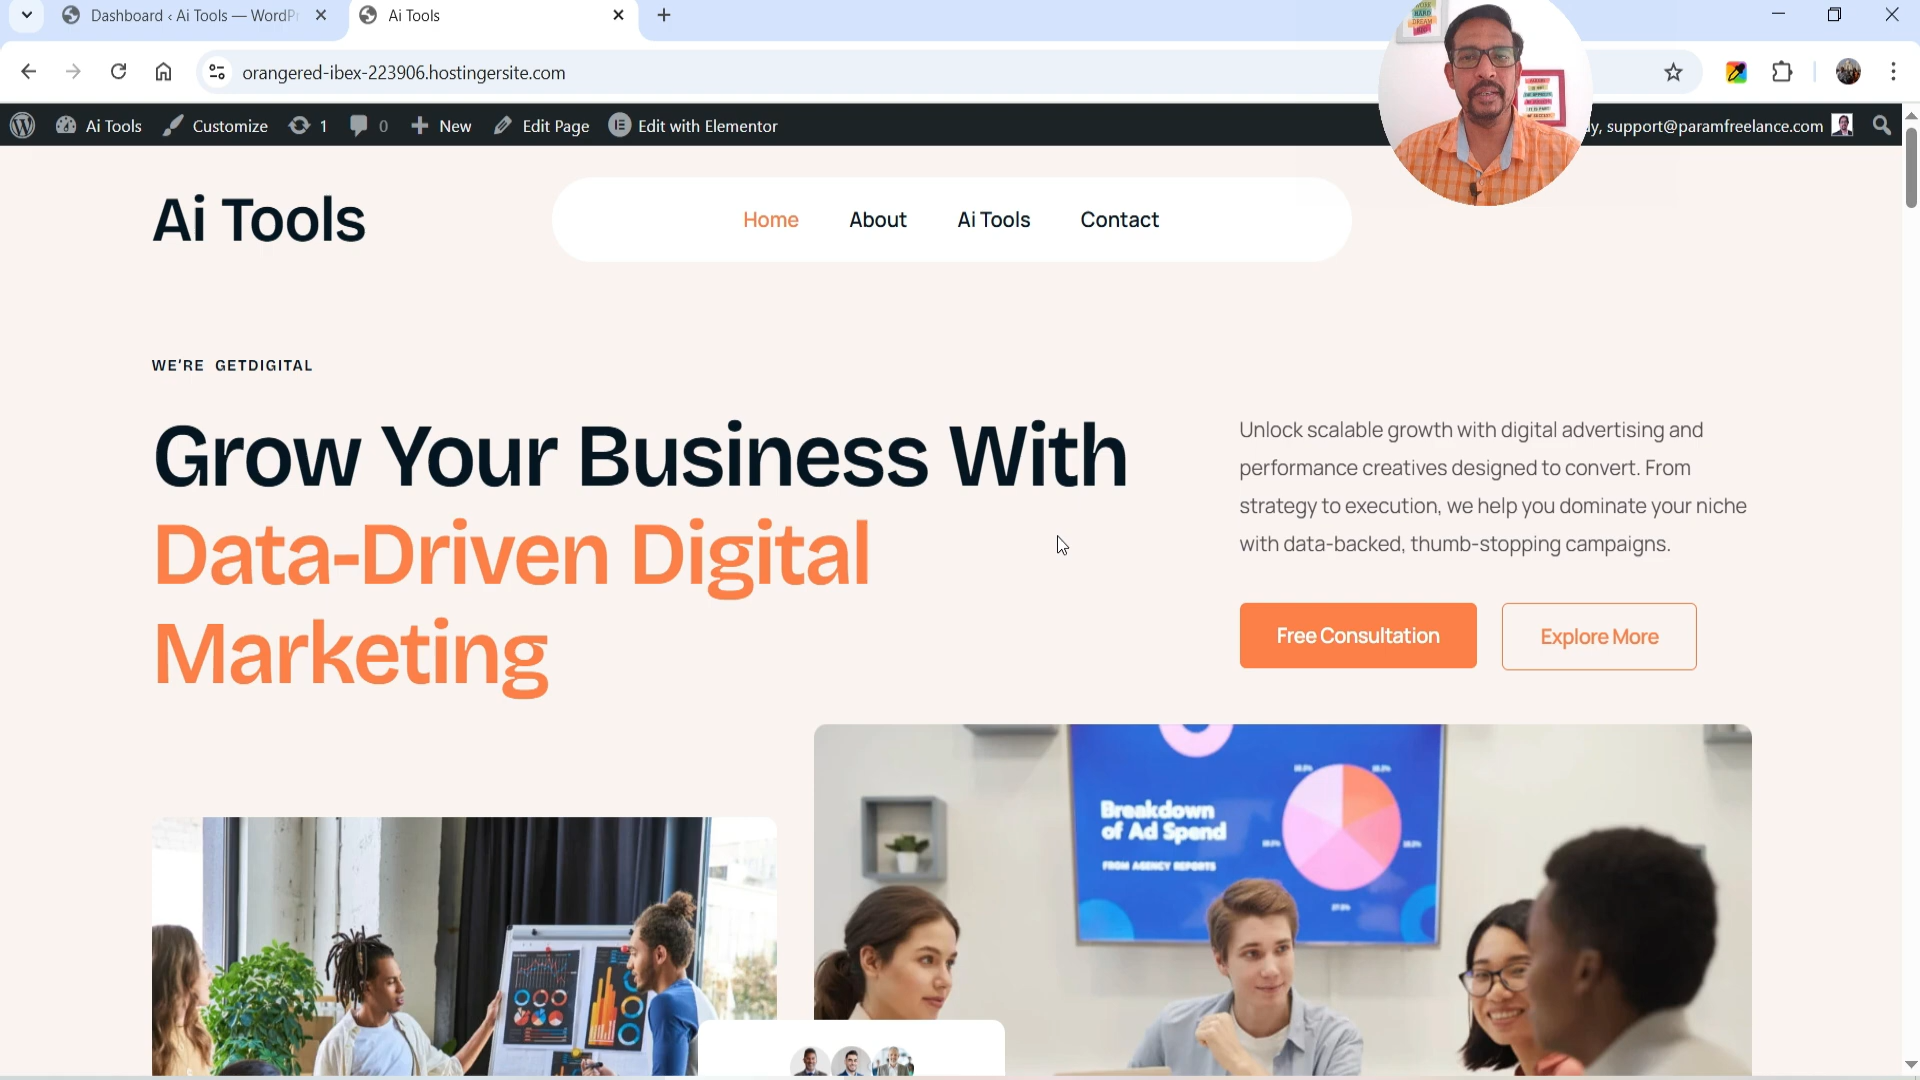 Dashboard ‹ Ai Tools — WordPr
Ai Tools
orangered-ibex-223906.hostingersite.com
Ai Tools
Customize
1
0
New
Edit Page
Edit with Elementor
y, support@paramfreelance.com
Ai Tools
Home
About
Ai Tools
Contact
WE'RE GETDIGITAL
Grow Your Business With
Data-Driven Digital
Marketing
Unlock scalable growth with digital advertising and
performance creatives designed to convert. From
strategy to execution, we help you dominate your niche
with data-backed, thumb-stopping campaigns.
Free Consultation
Explore More
Breakdown
of Ad Spend
FROM AGENCY REPORTS